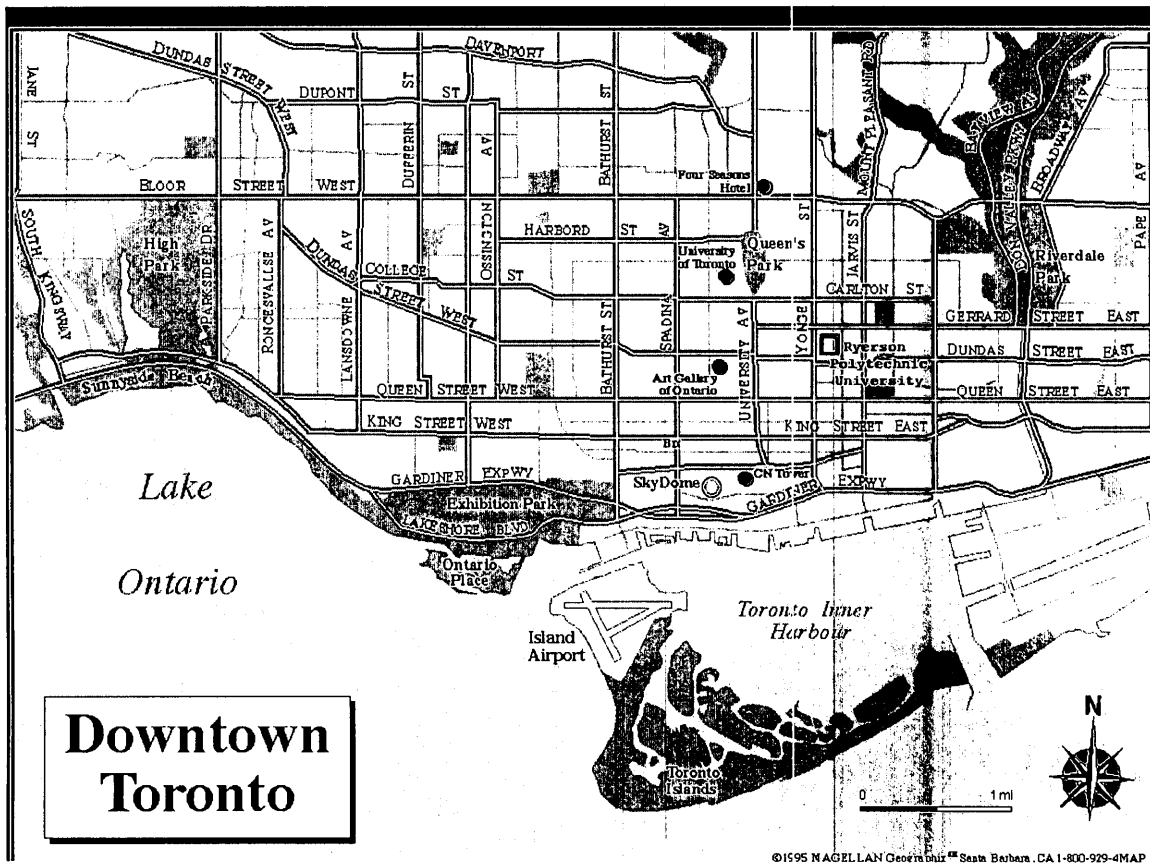 DUNDAS STREET WEST
DAVENPORT
JANE ST
DUPONT ST
DUFFERIN ST
OSSINGTON AV
BATHURST ST
MOUNT PLEASANT RD
BAYVIEW AV
DON VALLEY PKWY
BROADVIEW AV
PAPE AV
Four Seasons
Hotel
BLOOR STREET WEST
SOUTH KINGSWAY
High
Park
PARKSIDE DR
RONCESVALLSE AV
LANSDOWNE AV
DUNDAS STREET WEST
COLLEGE ST
HARBORD ST
SPADINA AV
University
of Toronto
Queen's
Park
YONGE ST
JARVIS ST
CARLTON ST
Riverdale
Park
GERRARD STREET EAST
BATHURST ST
UNIVERSITY AV
Ryerson
Polytechnic
University
DUNDAS STREET EAST
Sunnyside Beach
Art Gallery
of Ontario
QUEEN STREET WEST
QUEEN STREET EAST
KING STREET WEST
KING STREET EAST
BD
GARDINER EXPWY
SkyDome
CN Tower
GARDINER EXPWY
Exhibition Park
LAKESHORE BLVD
Ontario
Place
Lake
Ontario
Island
Airport
Toronto Inner
Harbour
Toronto
Islands
Downtown
Toronto
N
0 1 mi
©1995 MAGELLAN Geographix℠ Santa Barbara, CA 1-800-929-4MAP